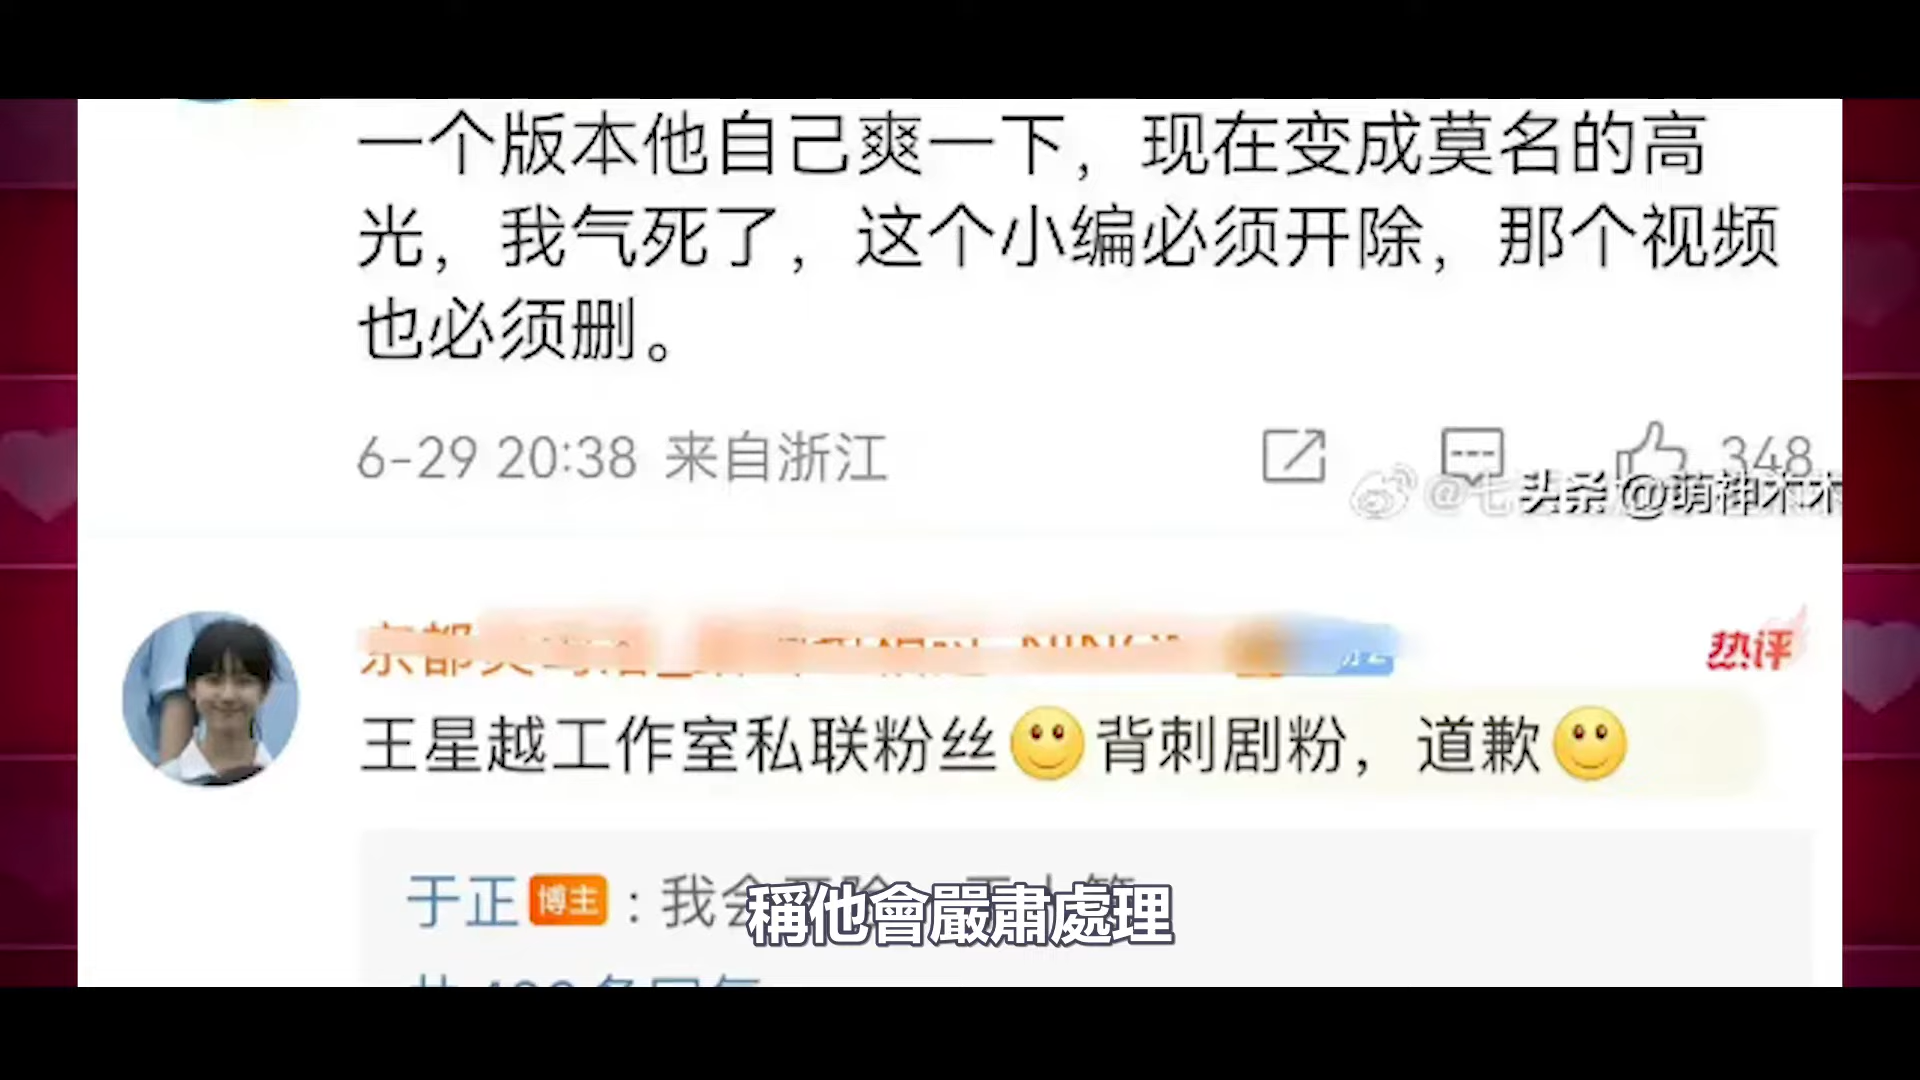 一个版本他自己爽一下，现在变成莫名的高
光，我气死了，这个小编必须开除，那个视频
也必须删。
6-29 20:38 来自浙江
348
头条 @萌神木木
热评
王星越工作室私联粉丝🙂背刺剧粉，道歉🙂
于正 博主：我会
稱他會嚴肅處理